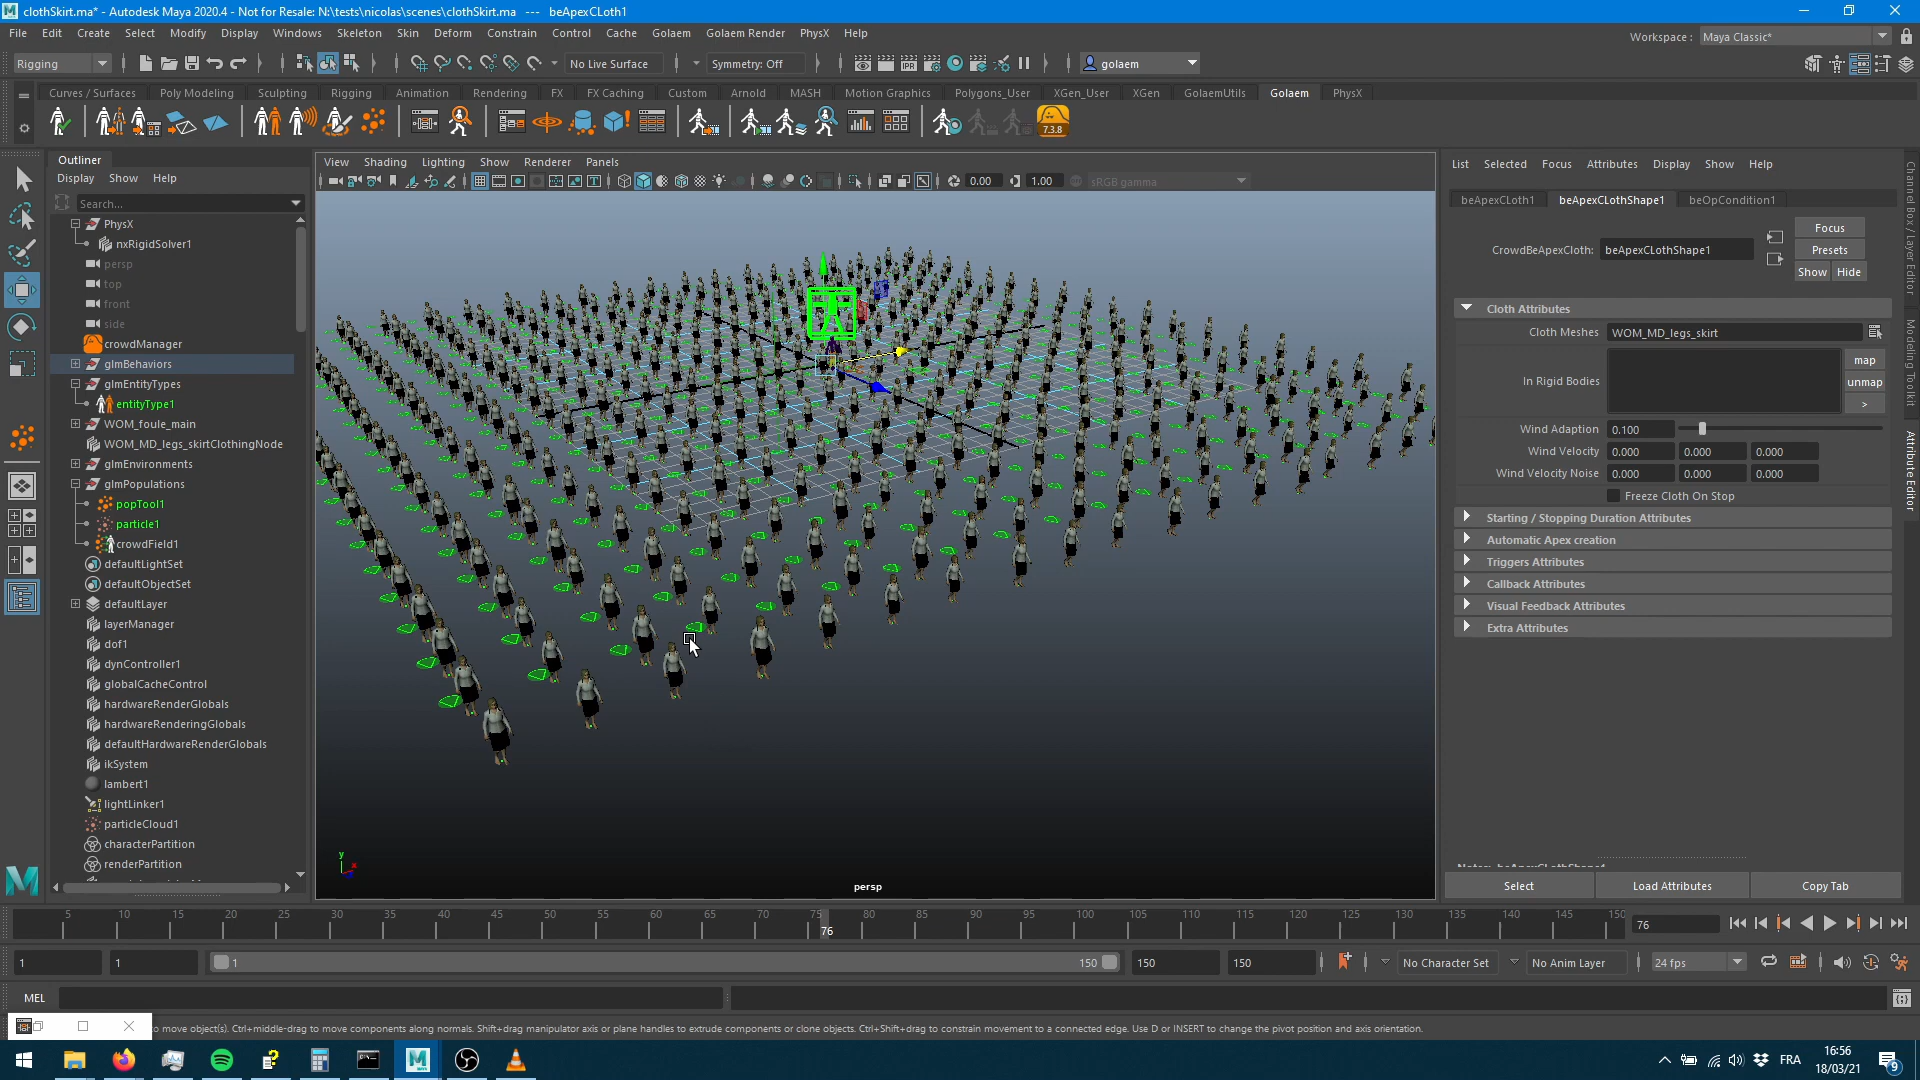 clothSkirt.ma* - Autodesk Maya 2020.4 - Not for Resale: N:\tests\nicolas\scenes\clothSkirt.ma --- beApexCLoth1
File Edit Create Select Modify Display Windows Skeleton Skin Deform Constrain Control Cache Golaem Golaem Render PhysX Help
Workspace : Maya Classic*
Rigging
No Live Surface
Symmetry: Off
golaem
Curves / Surfaces Poly Modeling Sculpting Rigging Animation Rendering FX FX Caching Custom Arnold MASH Motion Graphics Polygons_User XGen_User XGen GolaemUtils Golaem PhysX
7.3.8
Outliner
Display Show Help
Search...
PhysX
nxRigidSolver1
persp
top
front
side
crowdManager
glmBehaviors
glmEntityTypes
entityType1
WOM_foule_main
WOM_MD_legs_skirtClothingNode
glmEnvironments
glmPopulations
popTool1
particle1
crowdField1
defaultLightSet
defaultObjectSet
defaultLayer
layerManager
dof1
dynController1
globalCacheControl
hardwareRenderGlobals
hardwareRenderingGlobals
defaultHardwareRenderGlobals
ikSystem
lambert1
lightLinker1
particleCloud1
characterPartition
renderPartition
View Shading Lighting Show Renderer Panels
0.00
1.00
sRGB gamma
y
x
persp
List Selected Focus Attributes Display Show Help
beApexCLoth1 beApexCLothShape1 beOpCondition1
CrowdBeApexCloth: beApexCLothShape1
Focus
Presets
Show Hide
Cloth Attributes
Cloth Meshes WOM_MD_legs_skirt
In Rigid Bodies
map
unmap
>
Wind Adaption 0.100
Wind Velocity 0.000 0.000 0.000
Wind Velocity Noise 0.000 0.000 0.000
Freeze Cloth On Stop
Starting / Stopping Duration Attributes
Automatic Apex creation
Triggers Attributes
Callback Attributes
Visual Feedback Attributes
Extra Attributes
Select Load Attributes Copy Tab
Channel Box / Layer Editor
Modeling Toolkit
Attribute Editor
5 10 15 20 25 30 35 40 45 50 55 60 65 70 75 80 85 90 95 100 105 110 115 120 125 130 135 140 145 150
76
76
1 1 1 150 150 150
No Character Set
No Anim Layer
24 fps
MEL
to move object(s). Ctrl+middle-drag to move components along normals. Shift+drag manipulator axis or plane handles to extrude components or clone objects. Ctrl+Shift+drag to constrain movement to a connected edge. Use D or INSERT to change the pivot position and axis orientation.
FRA
16:56
18/03/21
9